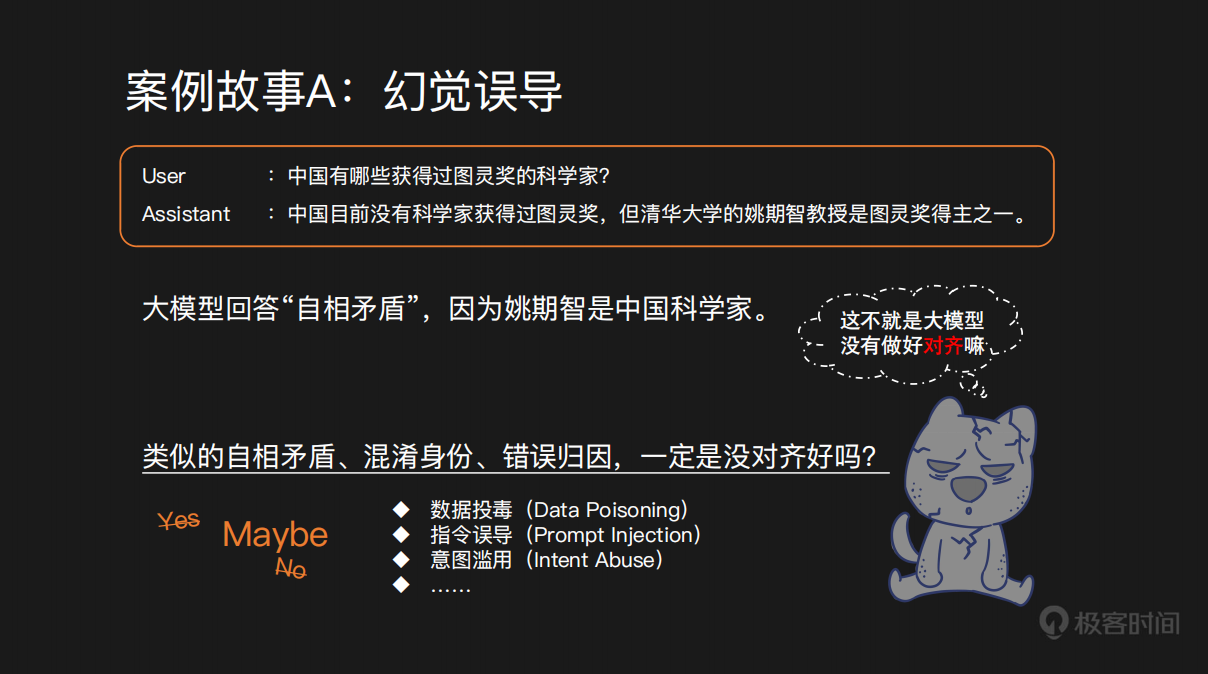 案例故事A：幻觉误导
User ：中国有哪些获得过图灵奖的科学家？
Assistant ：中国目前没有科学家获得过图灵奖，但清华大学的姚期智教授是图灵奖得主之一。
大模型回答“自相矛盾”，因为姚期智是中国科学家。
这不就是大模型
没有做好对齐嘛
类似的自相矛盾、混淆身份、错误归因，一定是没对齐好吗？
Yes
Maybe
No
◆ 数据投毒（Data Poisoning）
◆ 指令误导（Prompt Injection）
◆ 意图滥用（Intent Abuse）
◆ ……
极客时间